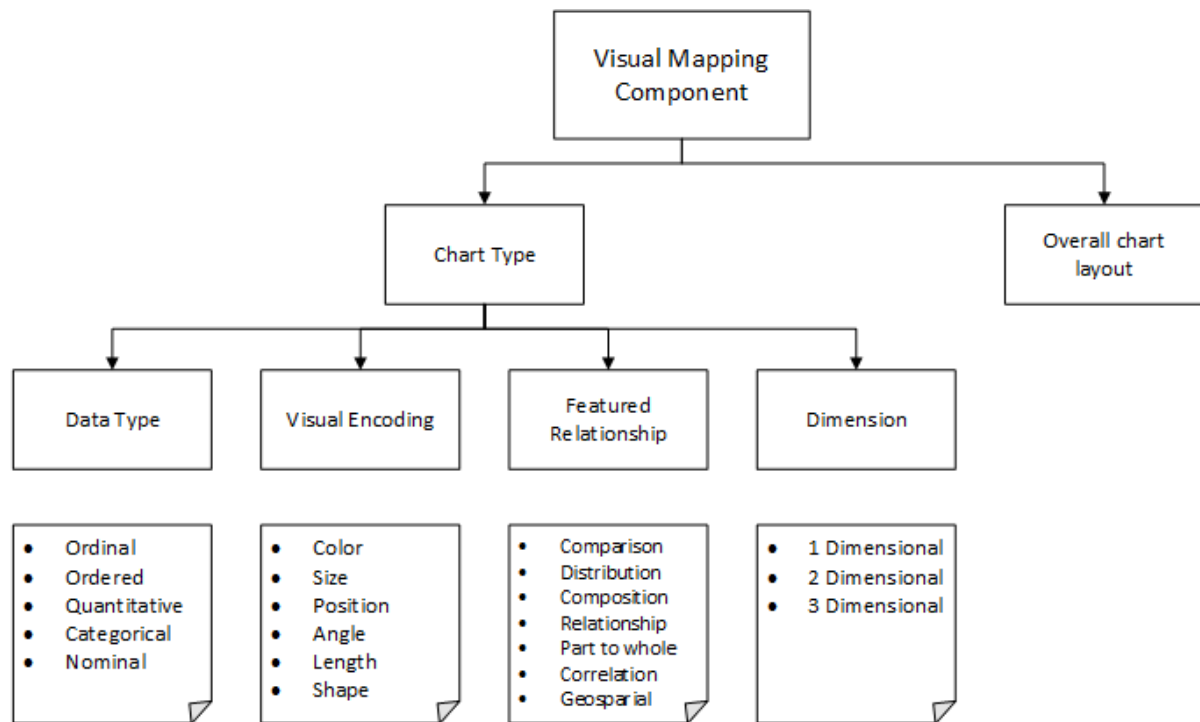 Visual Mapping
Component
Chart Type
Overall chart
layout
Data Type
Visual Encoding
Featured
Relationship
Dimension
• Ordinal
• Ordered
• Quantitative
• Categorical
• Nominal
• Color
• Size
• Position
• Angle
• Length
• Shape
• Comparison
• Distribution
• Composition
• Relationship
• Part to whole
• Correlation
• Geosparial
• 1 Dimensional
• 2 Dimensional
• 3 Dimensional